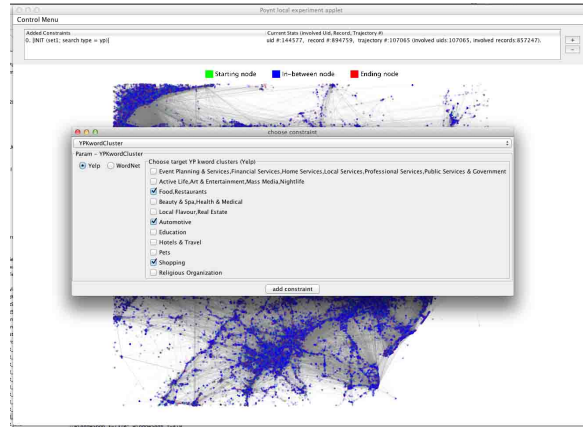 Poynt local experiment applet
Control Menu
Added Constraints
Current Stats (Involved Uid, Record, Trajectory #)
0. [INIT (set1; search type = yp)]
uid #:144577, record #:894759, trajectory #:107065 (involved uids:107065, involved records:857247).
+
-
Starting node
In-between node
Ending node
choose constraint
YPKwordCluster
Param - YPKwordCluster
Yelp
WordNet
Choose target YP kword clusters (Yelp)
Event Planning & Services,Financial Services,Home Services,Local Services,Professional Services,Public Services & Government
Active Life,Art & Entertainment,Mass Media,Nightlife
Food,Restaurants
Beauty & Spa,Health & Medical
Local Flavour,Real Estate
Automotive
Education
Hotels & Travel
Pets
Shopping
Religious Organization
add constraint